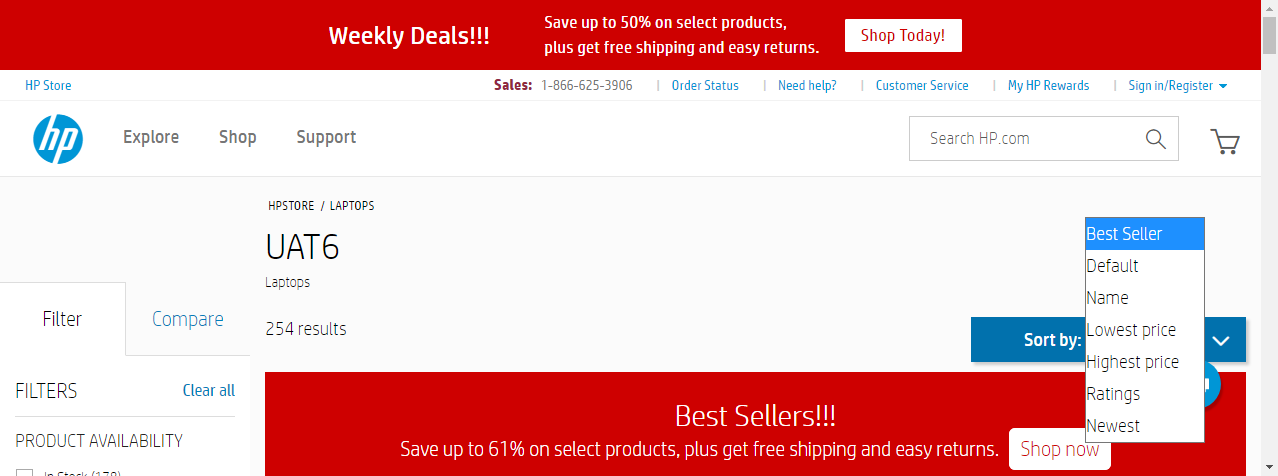 Weekly Deals!!!
Save up to 50% on select products,
plus get free shipping and easy returns.
Shop Today!
HP Store
Sales: 1-866-625-3906 | Order Status | Need help? | Customer Service | My HP Rewards | Sign in/Register
hp
Explore Shop Support
Search HP.com
HPSTORE / LAPTOPS
UAT6
Laptops
254 results
Sort by:
Best Seller
Default
Name
Lowest price
Highest price
Ratings
Newest
Filter
Compare
FILTERS
Clear all
PRODUCT AVAILABILITY
In Stock (178)
Best Sellers!!!
Save up to 61% on select products, plus get free shipping and easy returns.
Shop now